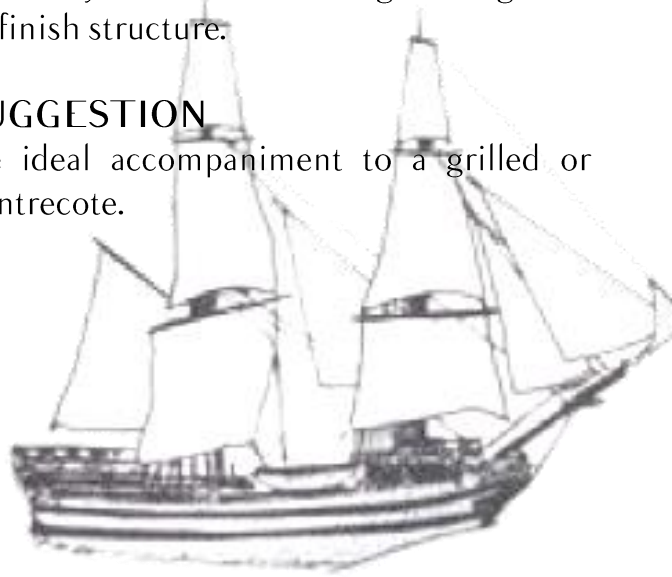 finish structure.
UGGESTION
ideal accompaniment to a grilled or
ntrecote.